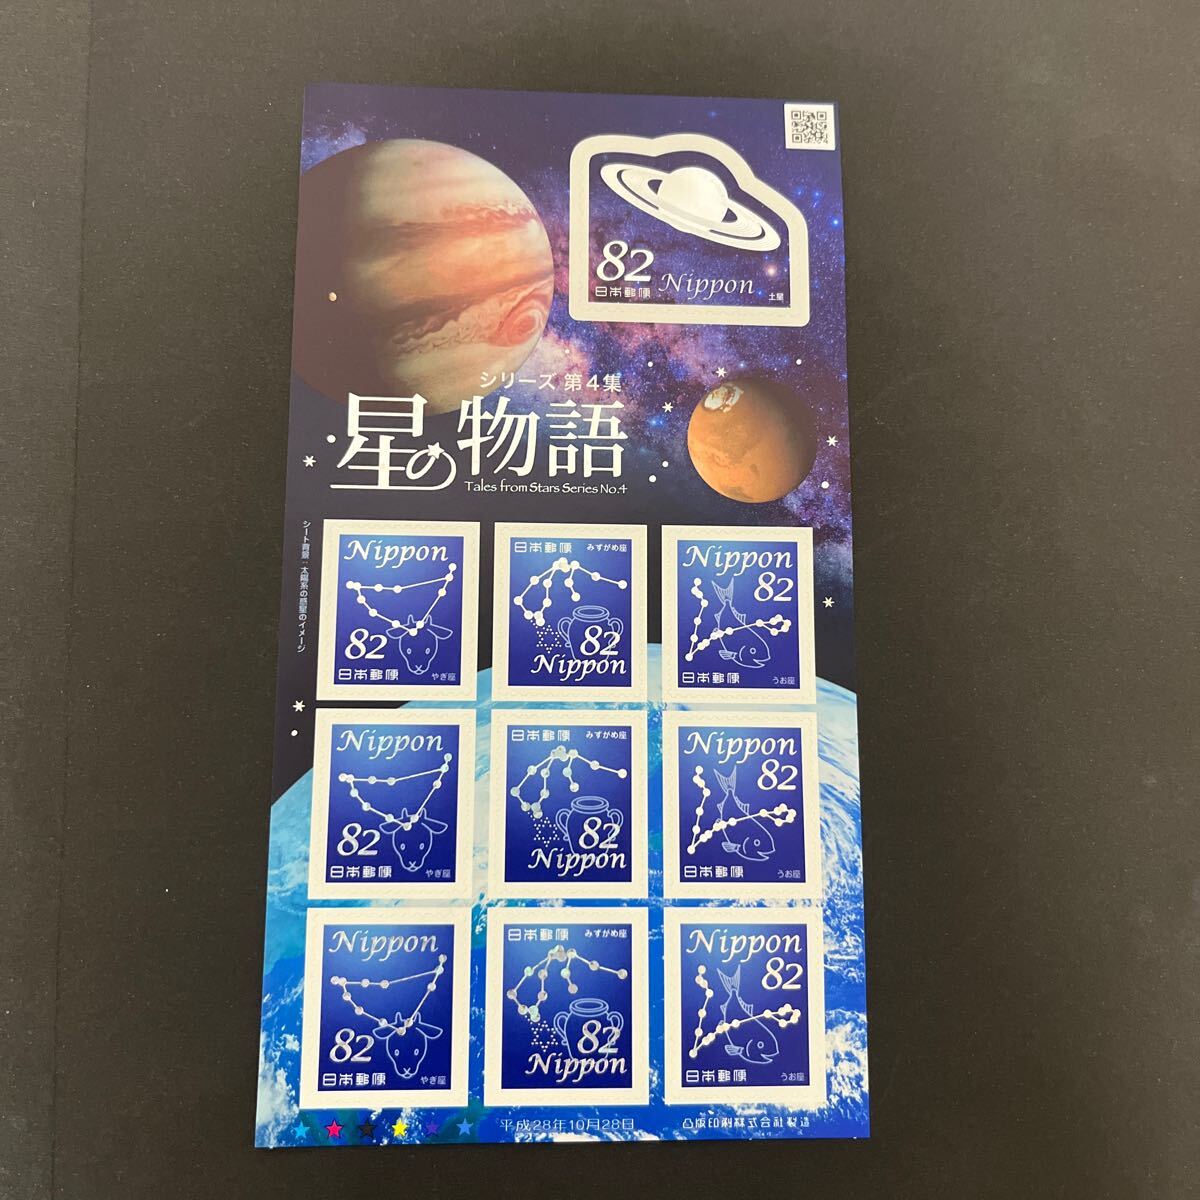 82
日本郵便
Nippon
土星
シリーズ 第4集
星の物語
Tales from Stars Series No.4
シート背景：太陽系の惑星のイメージ
Nippon
82
日本郵便
やぎ座
日本郵便
みずがめ座
82
Nippon
Nippon
82
日本郵便
うお座
Nippon
82
日本郵便
やぎ座
日本郵便
みずがめ座
82
Nippon
Nippon
82
日本郵便
うお座
Nippon
82
日本郵便
やぎ座
日本郵便
みずがめ座
82
Nippon
Nippon
82
日本郵便
うお座
平成28年10月28日
凸版印刷株式会社製造